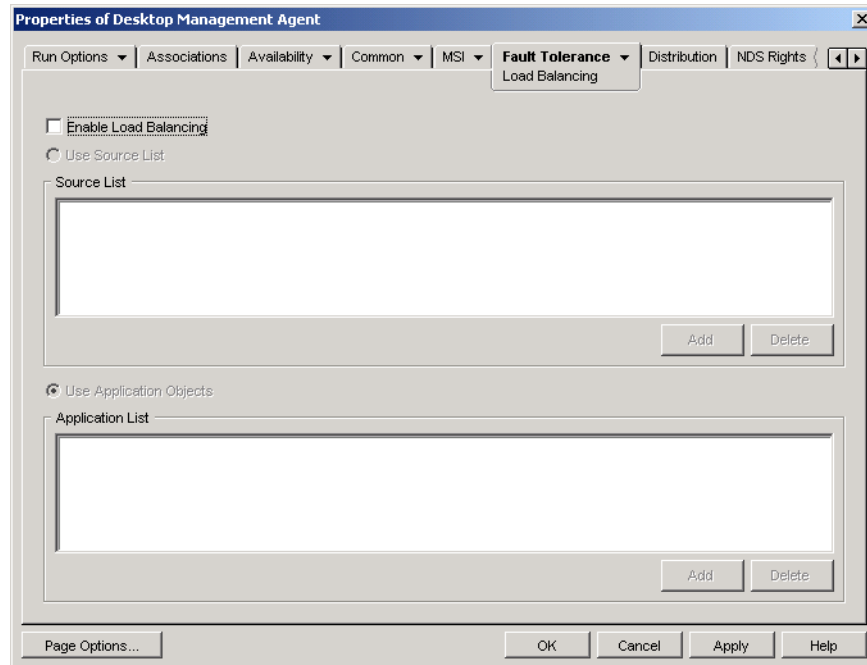 Properties of Desktop Management Agent
Run Options Associations Availability Common MSI Fault Tolerance Distribution NDS Rights
Load Balancing
Enable Load Balancing
Use Source List
Source List
Add Delete
Use Application Objects
Application List
Add Delete
Page Options... OK Cancel Apply Help